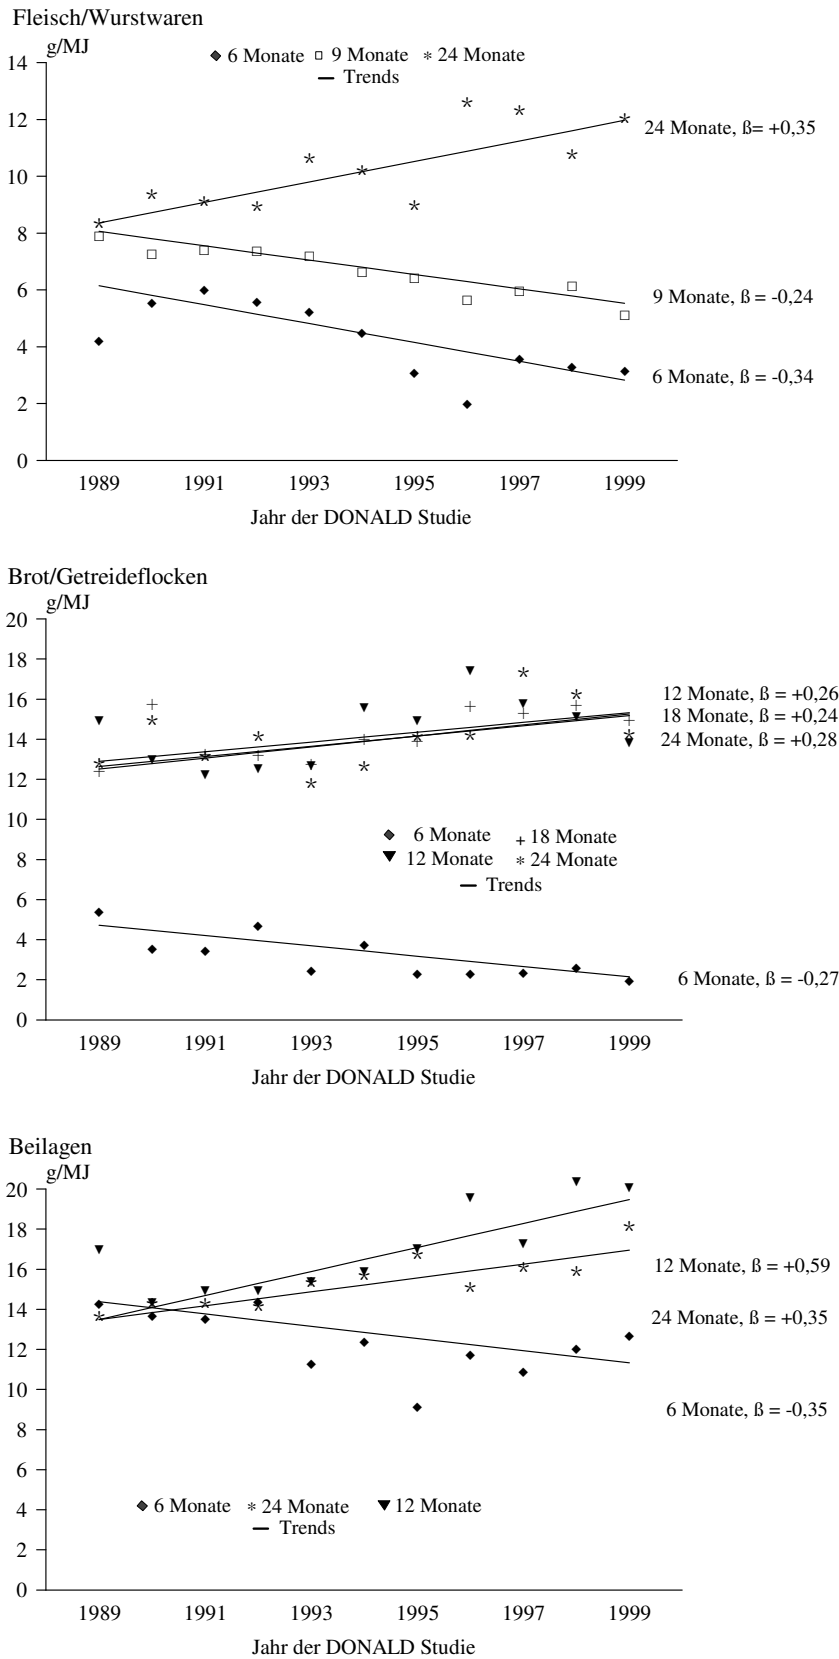 Fleisch/Wurstwaren
g/MJ
◆ 6 Monate □ 9 Monate * 24 Monate
— Trends
14
12
10
8
6
4
2
0
24 Monate, ß= +0,35
9 Monate, ß = -0,24
6 Monate, ß = -0,34
1989 1991 1993 1995 1997 1999
Jahr der DONALD Studie
Brot/Getreideflocken
g/MJ
20
18
16
14
12
10
8
6
4
2
0
12 Monate, ß = +0,26
18 Monate, ß = +0,24
24 Monate, ß = +0,28
◆ 6 Monate + 18 Monate
▼ 12 Monate * 24 Monate
— Trends
6 Monate, ß = -0,27
1989 1991 1993 1995 1997 1999
Jahr der DONALD Studie
Beilagen
g/MJ
20
18
16
14
12
10
8
6
4
2
0
12 Monate, ß = +0,59
24 Monate, ß = +0,35
6 Monate, ß = -0,35
◆ 6 Monate * 24 Monate ▼ 12 Monate
— Trends
1989 1991 1993 1995 1997 1999
Jahr der DONALD Studie